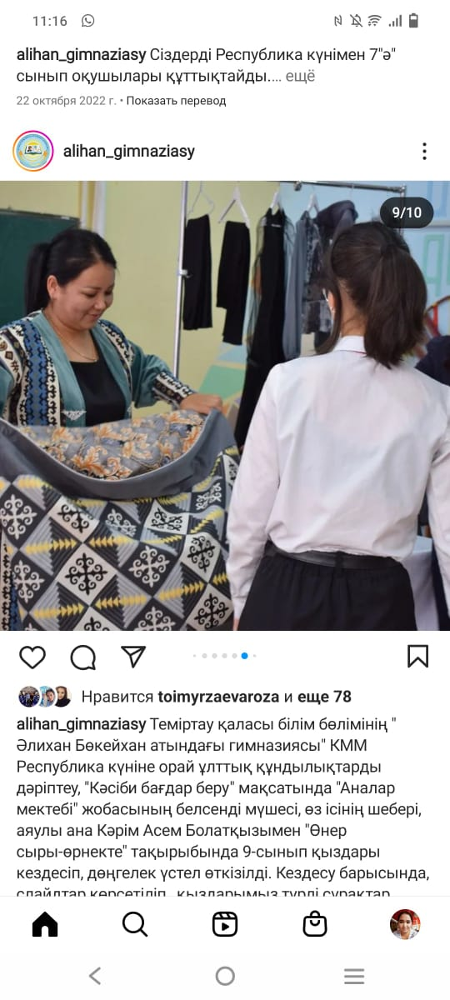 11:16
alihan_gimnaziasy Сіздерді Республика күнімен 7"ә"
сынып оқушылары құттықтайды.... ещё
22 октября 2022 г. • Показать перевод
alihan_gimnaziasy
9/10
Нравится toimyrzaevaroza и еще 78
alihan_gimnaziasy Теміртау қаласы білім бөлімінің "
Әлихан Бөкейхан атындағы гимназиясы" КММ
Республика күніне орай ұлттық құндылықтарды
дәріптеу, "Кәсіби бағдар беру" мақсатында "Аналар
мектебі" жобасының белсенді мүшесі, өз ісінің шебері,
аяулы ана Кәрім Асем Болатқызымен "Өнер
сыры-өрнекте" тақырыбында 9-сынып қыздары
кездесіп, дөңгелек үстел өткізілді. Кездесу барысында,
слайдтар көрсетіліп, қыздарымыз түрлі сұрақтар